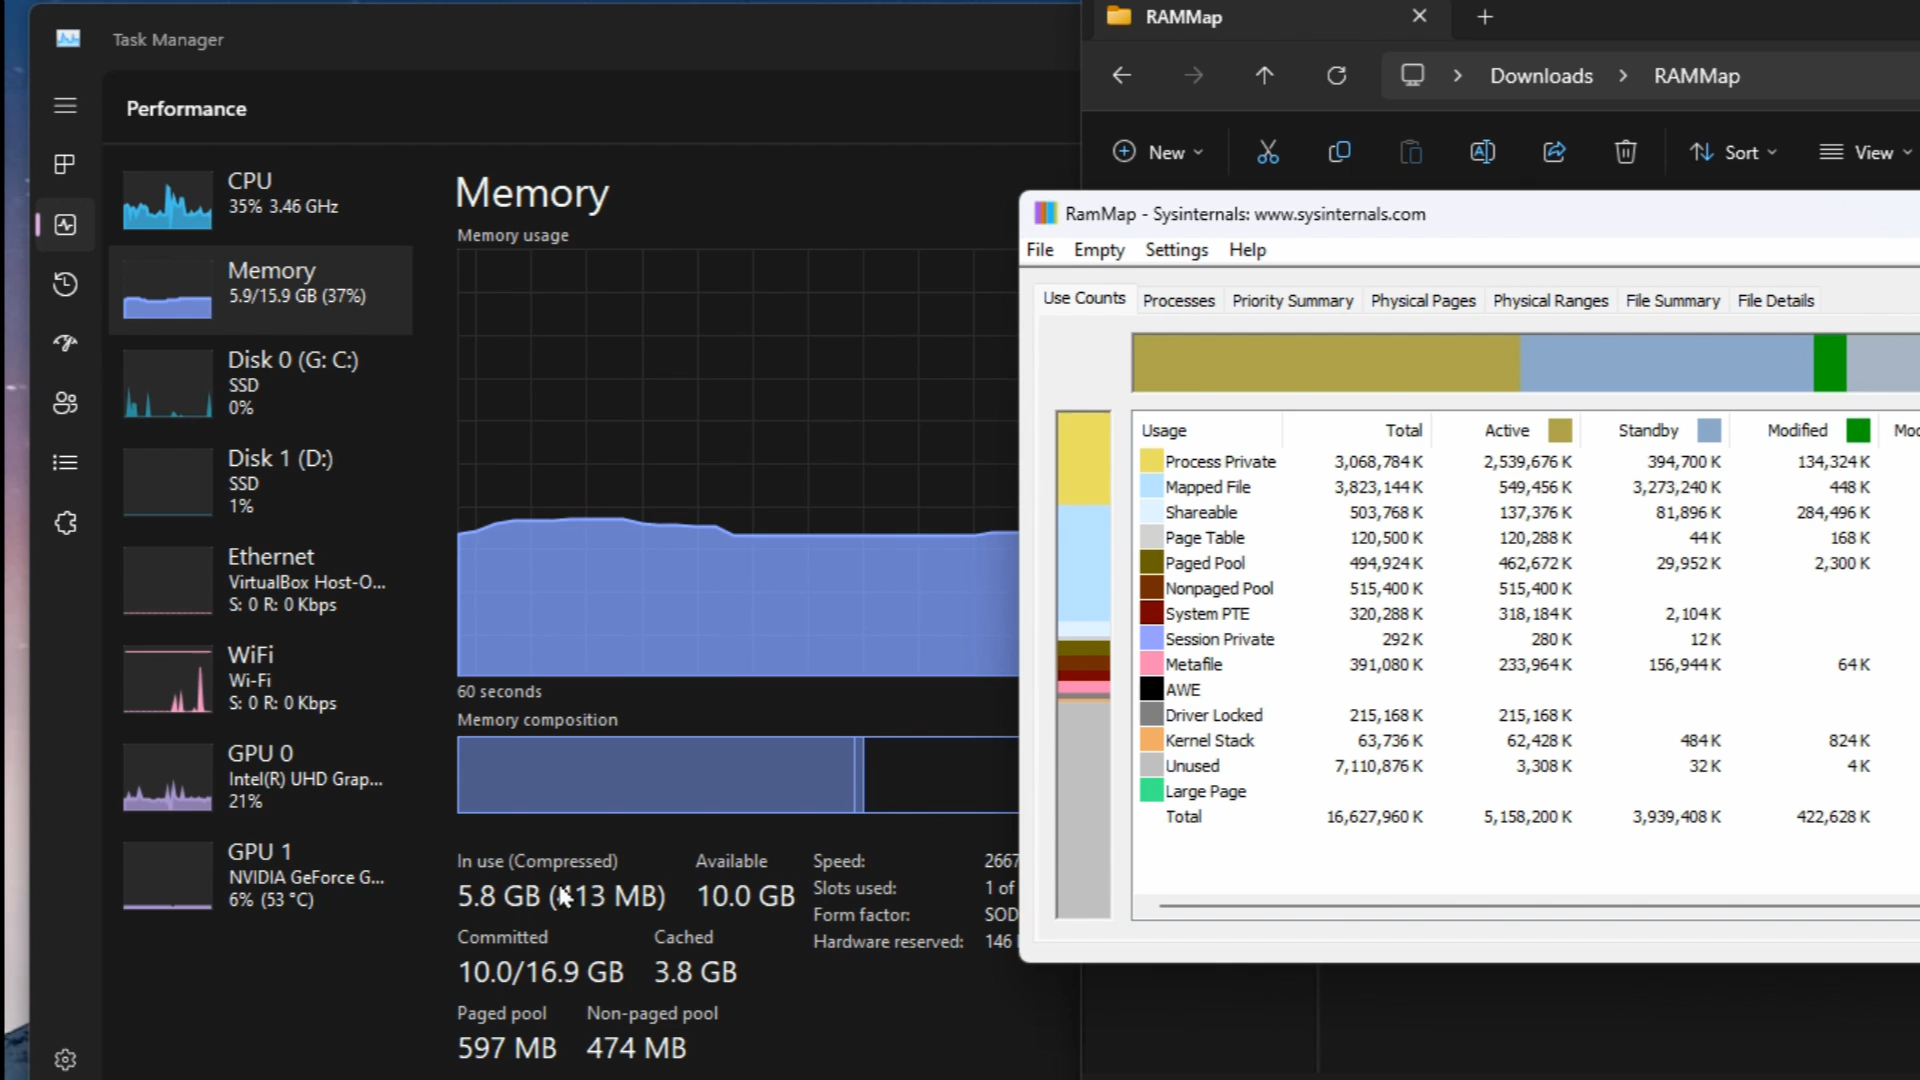 Task Manager
Performance
CPU
35% 3.46 GHz
Memory
5.9/15.9 GB (37%)
Disk 0 (G: C:)
SSD
0%
Disk 1 (D:)
SSD
1%
Ethernet
VirtualBox Host-O...
S: 0 R: 0 Kbps
WiFi
Wi-Fi
S: 0 R: 0 Kbps
GPU 0
Intel(R) UHD Grap...
21%
GPU 1
NVIDIA GeForce G...
6% (53 °C)
Memory
Memory usage
60 seconds
Memory composition
In use (Compressed) Available
5.8 GB (413 MB) 10.0 GB
Committed Cached
10.0/16.9 GB 3.8 GB
Paged pool Non-paged pool
597 MB 474 MB
Speed: 2667
Slots used: 1 of
Form factor: SOD
Hardware reserved: 146
RAMMap
Downloads > RAMMap
New Sort View
RamMap - Sysinternals: www.sysinternals.com
File Empty Settings Help
Use Counts Processes Priority Summary Physical Pages Physical Ranges File Summary File Details
Usage Total Active Standby Modified Moc
Process Private 3,068,784 K 2,539,676 K 394,700 K 134,324 K
Mapped File 3,823,144 K 549,456 K 3,273,240 K 448 K
Shareable 503,768 K 137,376 K 81,896 K 284,496 K
Page Table 120,500 K 120,288 K 44 K 168 K
Paged Pool 494,924 K 462,672 K 29,952 K 2,300 K
Nonpaged Pool 515,400 K 515,400 K
System PTE 320,288 K 318,184 K 2,104 K
Session Private 292 K 280 K 12 K
Metafile 391,080 K 233,964 K 156,944 K 64 K
AWE
Driver Locked 215,168 K 215,168 K
Kernel Stack 63,736 K 62,428 K 484 K 824 K
Unused 7,110,876 K 3,308 K 32 K 4 K
Large Page
Total 16,627,960 K 5,158,200 K 3,939,408 K 422,628 K